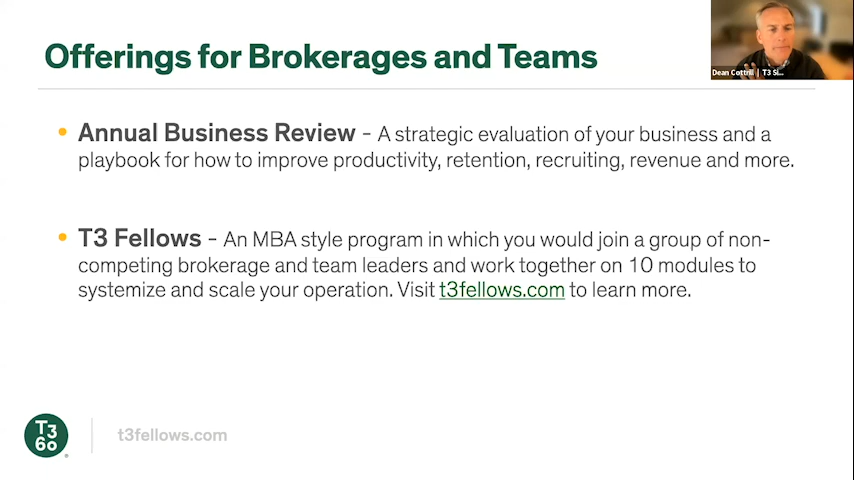 Offerings for Brokerages and Teams
Dean Cottrill | T3 Si...
• Annual Business Review - A strategic evaluation of your business and a
playbook for how to improve productivity, retention, recruiting, revenue and more.
• T3 Fellows - An MBA style program in which you would join a group of non-
competing brokerage and team leaders and work together on 10 modules to
systemize and scale your operation. Visit t3fellows.com to learn more.
T3
60
t3fellows.com